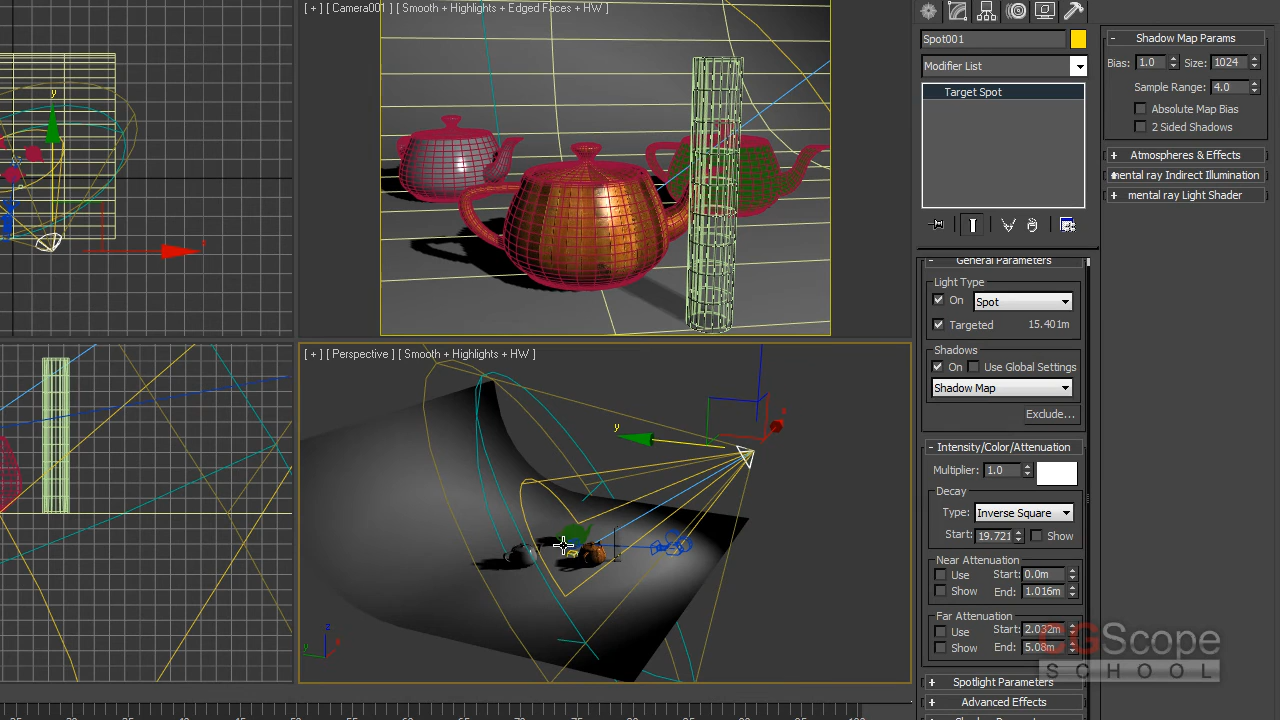 [ + ] [ Camera001 ] [ Smooth + Highlights + Edged Faces + HW ]
Spot001
Modifier List
Target Spot
- Shadow Map Params
Bias: 1.0 Size: 1024
Sample Range: 4.0
Absolute Map Bias
2 Sided Shadows
+ Atmospheres & Effects
mental ray Indirect Illumination
+ mental ray Light Shader
General Parameters
Light Type
On Spot
Targeted 15.401m
Shadows
On Use Global Settings
Shadow Map
Exclude...
- Intensity/Color/Attenuation
Multiplier: 1.0
Decay
Type: Inverse Square
Start: 19.721 Show
Near Attenuation
Use Start: 0.0m
Show End: 1.016m
Far Attenuation
Use Start: 2.032m
Show End: 5.08m
+ Spotlight Parameters
+ Advanced Effects
[ + ] [ Perspective ] [ Smooth + Highlights + HW ]
y
x
y
x
z
y
x
CGScope
SCHOOL